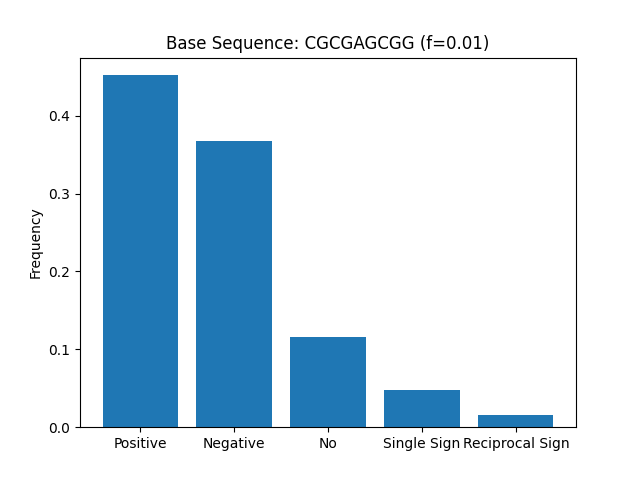 Base Sequence: CGCGAGCGG (f=0.01)
Frequency
0.4
0.3
0.2
0.1
0.0
Positive Negative No Single Sign Reciprocal Sign